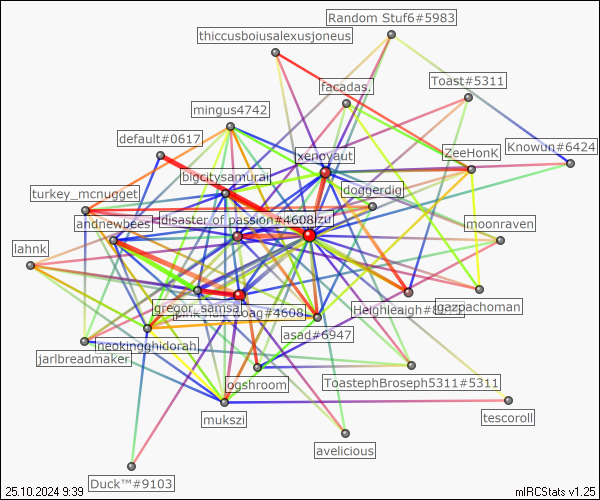 Random Stuf6#5983
thiccusboiusalexusjoneus
facadas.
Toast#5311
mingus4742
default#0617
xenoyaut
ZeeHonK
Knowun#6424
bigcitysamurai
doggerdig
turkey_mcnugget
andnewbees
disaster of passion#4608
zu
moonraven
lahnk
gregor_samsa
oag#4608
Heighleaigh#8
gazpachoman
asad#6947
neokingghidorah
jarlbreadmaker
ogshroom
ToastephBroseph5311#5311
mukszi
tescoroll
avelicious
Duck™#9103
25.10.2024 9:39
mIRCStats v1.25